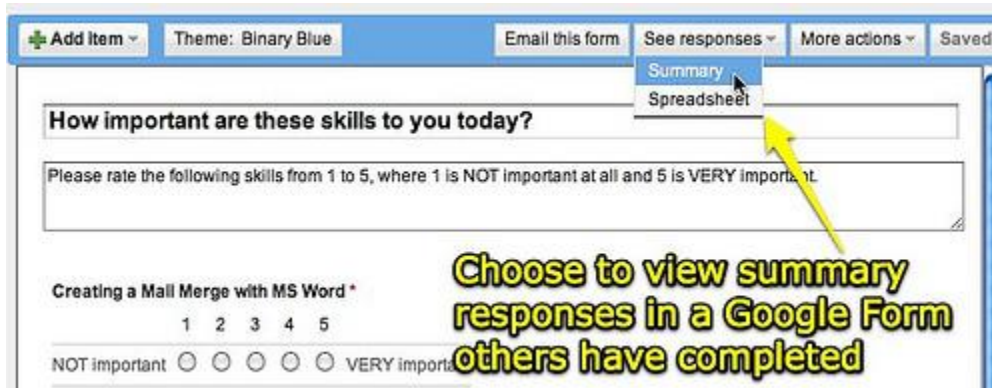 Add Item Theme: Binary Blue Email this form See responses More actions Saved
Summary
Spreadsheet
How important are these skills to you today?
Please rate the following skills from 1 to 5, where 1 is NOT important at all and 5 is VERY important.
Choose to view summary
responses in a Google Form
others have completed
Creating a Mail Merge with MS Word *
1 2 3 4 5
NOT important VERY importa